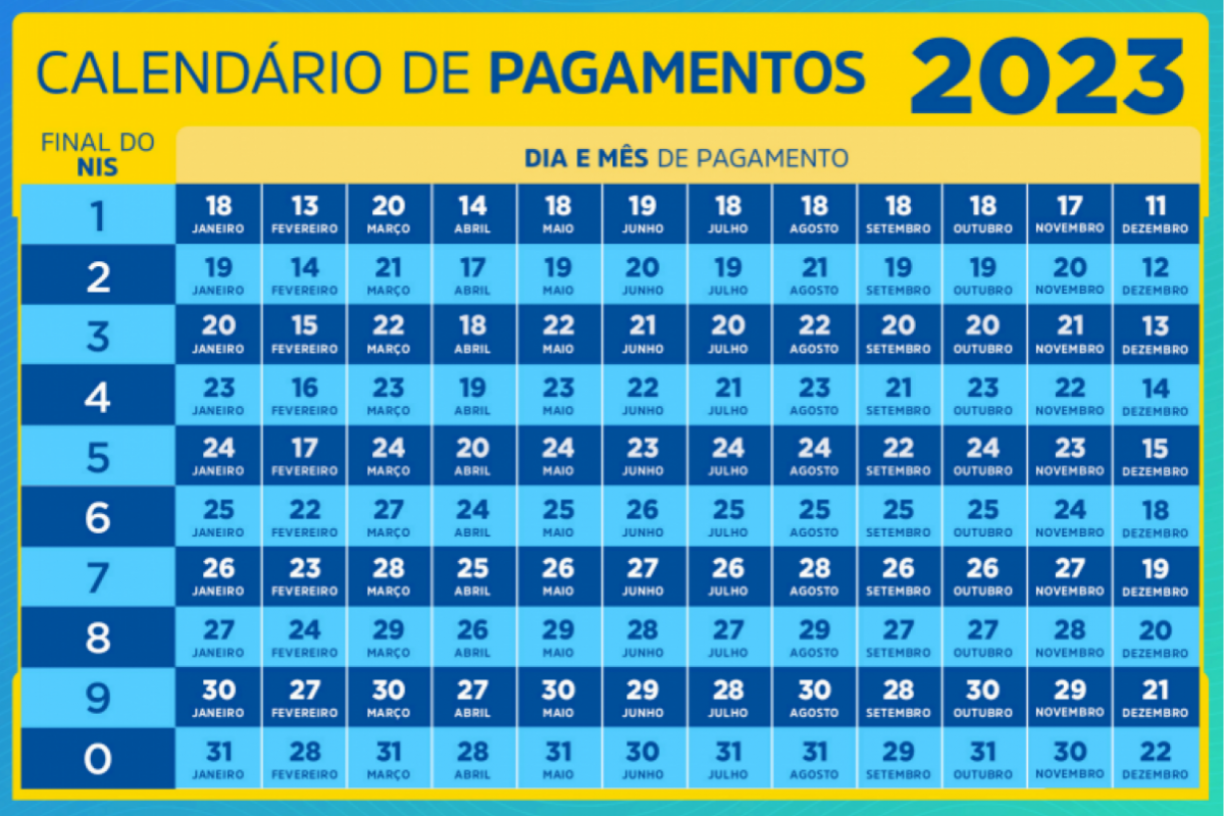 CALENDÁRIO DE PAGAMENTOS 2023
FINAL DO
NIS
DIA E MÊS DE PAGAMENTO
1 18 13 20 14 18 19 18 18 18 18 17 11
JANEIRO FEVEREIRO MARÇO ABRIL MAIO JUNHO JULHO AGOSTO SETEMBRO OUTUBRO NOVEMBRO DEZEMBRO
2 19 14 21 17 19 20 19 21 19 19 20 12
JANEIRO FEVEREIRO MARÇO ABRIL MAIO JUNHO JULHO AGOSTO SETEMBRO OUTUBRO NOVEMBRO DEZEMBRO
3 20 15 22 18 22 21 20 22 20 20 21 13
JANEIRO FEVEREIRO MARÇO ABRIL MAIO JUNHO JULHO AGOSTO SETEMBRO OUTUBRO NOVEMBRO DEZEMBRO
4 23 16 23 19 23 22 21 23 21 23 22 14
JANEIRO FEVEREIRO MARÇO ABRIL MAIO JUNHO JULHO AGOSTO SETEMBRO OUTUBRO NOVEMBRO DEZEMBRO
5 24 17 24 20 24 23 24 24 22 24 23 15
JANEIRO FEVEREIRO MARÇO ABRIL MAIO JUNHO JULHO AGOSTO SETEMBRO OUTUBRO NOVEMBRO DEZEMBRO
6 25 22 27 24 25 26 25 25 25 25 24 18
JANEIRO FEVEREIRO MARÇO ABRIL MAIO JUNHO JULHO AGOSTO SETEMBRO OUTUBRO NOVEMBRO DEZEMBRO
7 26 23 28 25 26 27 26 28 26 26 27 19
JANEIRO FEVEREIRO MARÇO ABRIL MAIO JUNHO JULHO AGOSTO SETEMBRO OUTUBRO NOVEMBRO DEZEMBRO
8 27 24 29 26 29 28 27 29 27 27 28 20
JANEIRO FEVEREIRO MARÇO ABRIL MAIO JUNHO JULHO AGOSTO SETEMBRO OUTUBRO NOVEMBRO DEZEMBRO
9 30 27 30 27 30 29 28 30 28 30 29 21
JANEIRO FEVEREIRO MARÇO ABRIL MAIO JUNHO JULHO AGOSTO SETEMBRO OUTUBRO NOVEMBRO DEZEMBRO
0 31 28 31 28 31 30 31 31 29 31 30 22
JANEIRO FEVEREIRO MARÇO ABRIL MAIO JUNHO JULHO AGOSTO SETEMBRO OUTUBRO NOVEMBRO DEZEMBRO